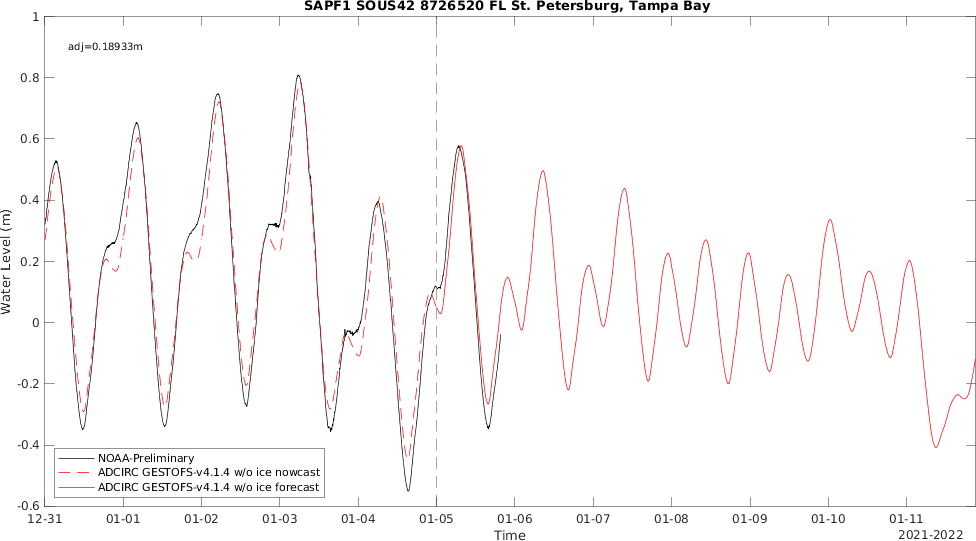 SAPF1 SOUS42 8726520 FL St. Petersburg, Tampa Bay
adj=0.18933m
1
0.8
0.6
0.4
0.2
0
-0.2
-0.4
-0.6
Water Level (m)
NOAA-Preliminary
ADCIRC GESTOFS-v4.1.4 w/o ice nowcast
ADCIRC GESTOFS-v4.1.4 w/o ice forecast
12-31 01-01 01-02 01-03 01-04 01-05 01-06 01-07 01-08 01-09 01-10 01-11
Time
2021-2022